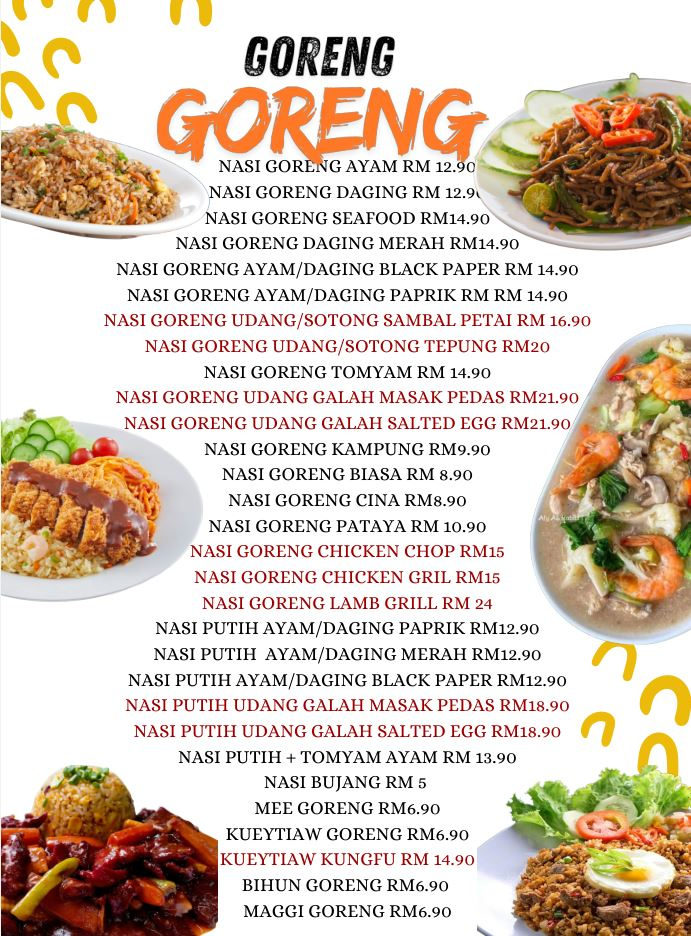 GORENG
GORENG
NASI GORENG AYAM RM 12.90
NASI GORENG DAGING RM 12.90
NASI GORENG SEAFOOD RM14.90
NASI GORENG DAGING MERAH RM14.90
NASI GORENG AYAM/DAGING BLACK PAPER RM 14.90
NASI GORENG AYAM/DAGING PAPRIK RM RM 14.90
NASI GORENG UDANG/SOTONG SAMBAL PETAI RM 16.90
NASI GORENG UDANG/SOTONG TEPUNG RM20
NASI GORENG TOMYAM RM 14.90
NASI GORENG UDANG GALAH MASAK PEDAS RM21.90
NASI GORENG UDANG GALAH SALTED EGG RM21.90
NASI GORENG KAMPUNG RM9.90
NASI GORENG BIASA RM 8.90
NASI GORENG CINA RM8.90
NASI GORENG PATAYA RM 10.90
NASI GORENG CHICKEN CHOP RM15
NASI GORENG CHICKEN GRIL RM15
NASI GORENG LAMB GRILL RM 24
NASI PUTIH AYAM/DAGING PAPRIK RM12.90
NASI PUTIH  AYAM/DAGING MERAH RM12.90
NASI PUTIH AYAM/DAGING BLACK PAPER RM12.90
NASI PUTIH UDANG GALAH MASAK PEDAS RM18.90
NASI PUTIH UDANG GALAH SALTED EGG RM18.90
NASI PUTIH + TOMYAM AYAM RM 13.90
NASI BUJANG RM 5
MEE GORENG RM6.90
KUEYTIAW GORENG RM6.90
KUEYTIAW KUNGFU RM 14.90
BIHUN GORENG RM6.90
MAGGI GORENG RM6.90